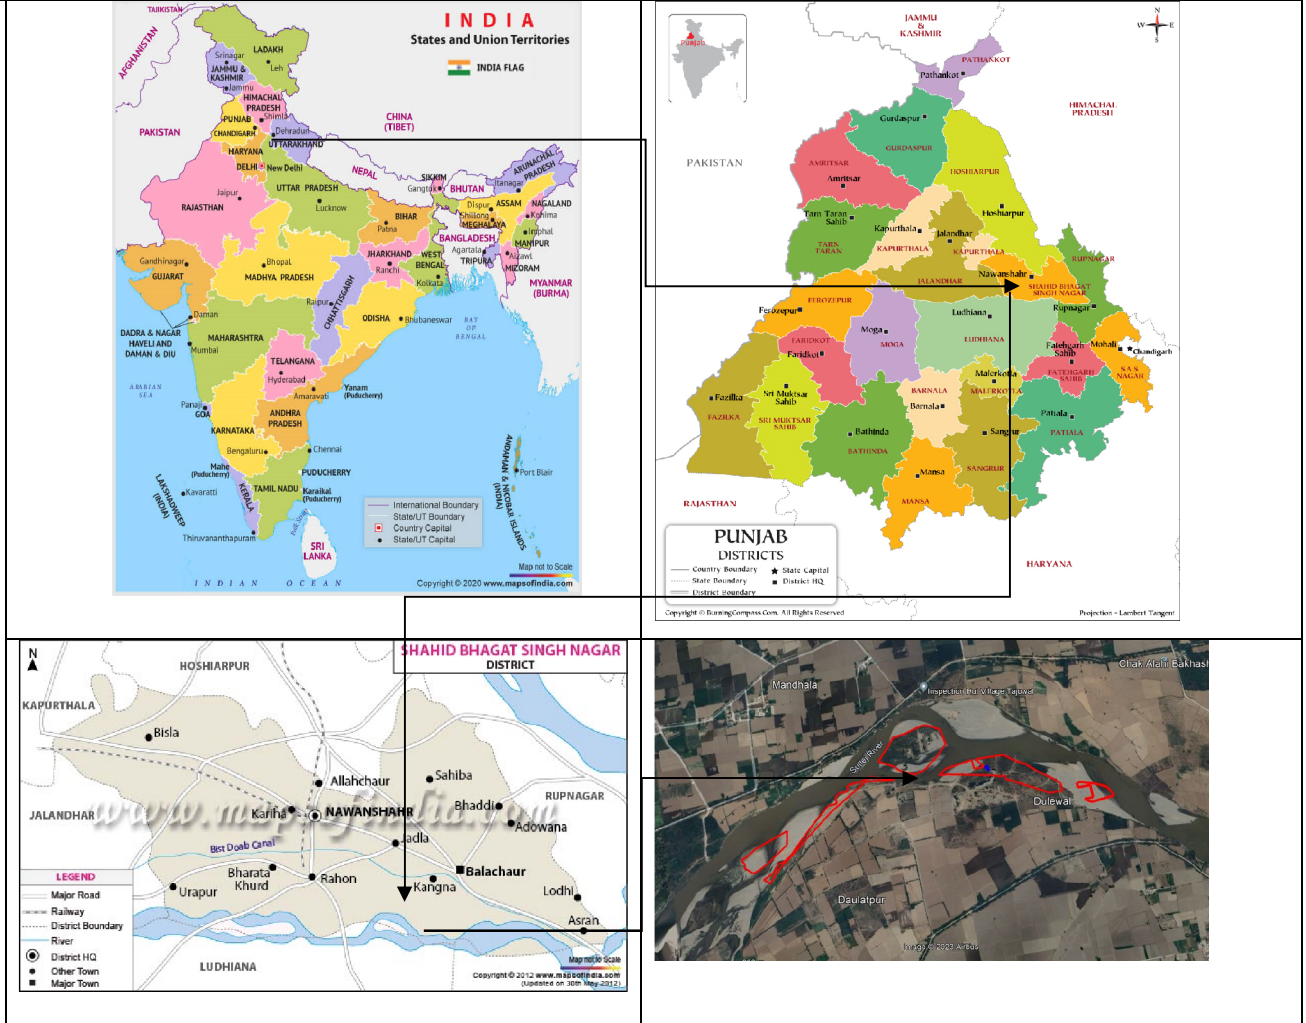 INDIA
States and Union Territories
INDIA FLAG
TAJIKISTAN
AFGHANISTAN
LADAKH
Srinagar
Leh
JAMMU &
KASHMIR
Jammu
HIMACHAL
PRADESH
Shimla
PUNJAB
CHANDIGARH
Dehradun
UTTARAKHAND
PAKISTAN
CHINA
(TIBET)
HARYANA
DELHI
New Delhi
NEPAL
SIKKIM
Gangtok
BHUTAN
ARUNACHAL
PRADESH
Itanagar
Jaipur
RAJASTHAN
UTTAR PRADESH
Lucknow
BIHAR
Patna
Dispur
ASSAM
NAGALAND
Kohima
Shillong
MEGHALAYA
Imphal
MANIPUR
BANGLADESH
Agartala
TRIPURA
Aizawl
MIZORAM
Gandhinagar
GUJARAT
Bhopal
MADHYA PRADESH
JHARKHAND
Ranchi
WEST
BENGAL
Kolkata
MYANMAR
(BURMA)
Raipur
CHHATTISGARH
ODISHA
Bhubaneswar
BAY
OF
BENGAL
Daman
DADRA & NAGAR
HAVELI AND
DAMAN & DIU
Mumbai
MAHARASHTRA
TELANGANA
Hyderabad
ARABIAN
SEA
Yanam
(Puducherry)
Amaravati
Panaji
GOA
ANDHRA
PRADESH
KARNATAKA
Bengaluru
Chennai
Mahe
(Puducherry)
PUDUCHERRY
TAMIL NADU
Karaikal
(Puducherry)
KERALA
LAKSHADWEEP
(INDIA)
Kavaratti
Thiruvananthapuram
SRI
LANKA
ANDAMAN & NICOBAR ISLANDS
(INDIA)
Port Blair
International Boundary
State/UT Boundary
Country Capital
State/UT Capital
INDIAN OCEAN
Map not to Scale
Copyright © 2020 www.mapsofindia.com
Punjab
JAMMU
&
KASHMIR
N
W
E
S
PATHANKOT
Pathankot
HIMACHAL
PRADESH
Gurdaspur
GURDASPUR
PAKISTAN
AMRITSAR
Amritsar
HOSHIARPUR
Hoshiarpur
Tarn Taran
Sahib
TARN
TARAN
Kapurthala
KAPURTHALA
Jalandhar
KAPURTHALA
JALANDHAR
Nawanshahr
SHAHID BHAGAT
SINGH NAGAR
RUPNAGAR
Rupnagar
FEROZEPUR
Ferozepur
Moga
MOGA
Ludhiana
LUDHIANA
FARIDKOT
Faridkot
Fatehgarh
Sahib
FATEHGARH
SAHIB
Mohali
Chandigarh
S.A.S
NAGAR
Malerkotla
MALERKOTLA
Fazilka
FAZILKA
Sri Muktsar
Sahib
SRI MUKTSAR
SAHIB
BARNALA
Barnala
Patiala
PATIALA
Bathinda
BATHINDA
Sangrur
SANGRUR
Mansa
MANSA
RAJASTHAN
HARYANA
PUNJAB
DISTRICTS
Country Boundary
State Boundary
District Boundary
State Capital
District HQ
Copyright © BurningCompass.Com. All Rights Reserved
Projection - Lambert Tangent
N
SHAHID BHAGAT SINGH NAGAR
DISTRICT
HOSHIARPUR
KAPURTHALA
Bisla
Allahchaur
Sahiba
RUPNAGAR
JALANDHAR
Kariha
NAWANSHAHR
Bhaddi
Adowana
www.mapsofindia.com
Bist Doab Canal
Jadla
Bharata
Khurd
Rahon
Balachaur
Kangna
Urapur
Lodhi
Asran
LUDHIANA
LEGEND
Major Road
Railway
District Boundary
River
District HQ
Other Town
Major Town
Map not to Scale
Copyright © 2012 www.mapsofindia.com
(Updated on 30th May 2012)
Chak Alahi Bakhash
Mandhala
Inspection Hut Village Tajowal
Sutlej River
Dulewal
Daulatpur
Image © 2023 Airbus